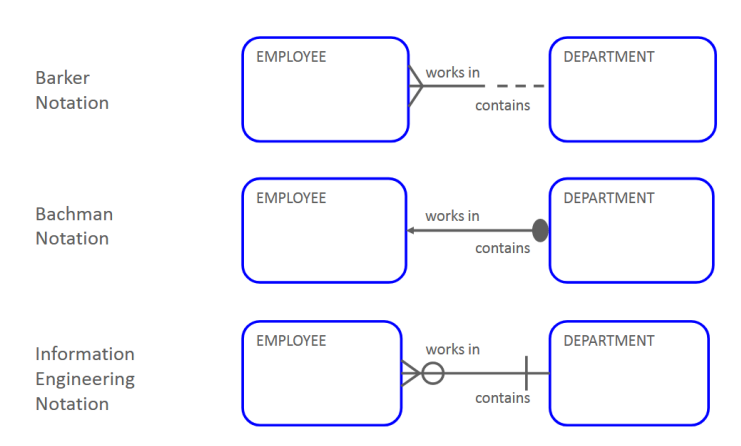 Barker
Notation
EMPLOYEE
works in
contains
DEPARTMENT
Bachman
Notation
EMPLOYEE
works in
contains
DEPARTMENT
Information
Engineering
Notation
EMPLOYEE
works in
contains
DEPARTMENT